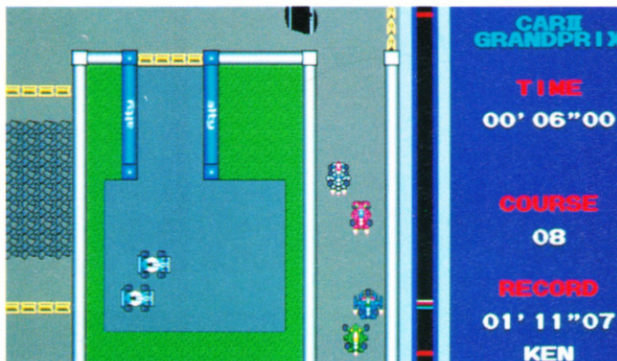 CARⅡ
GRANDPRIX
TIME
00' 06"00
COURSE
08
RECORD
01' 11"07
KEN